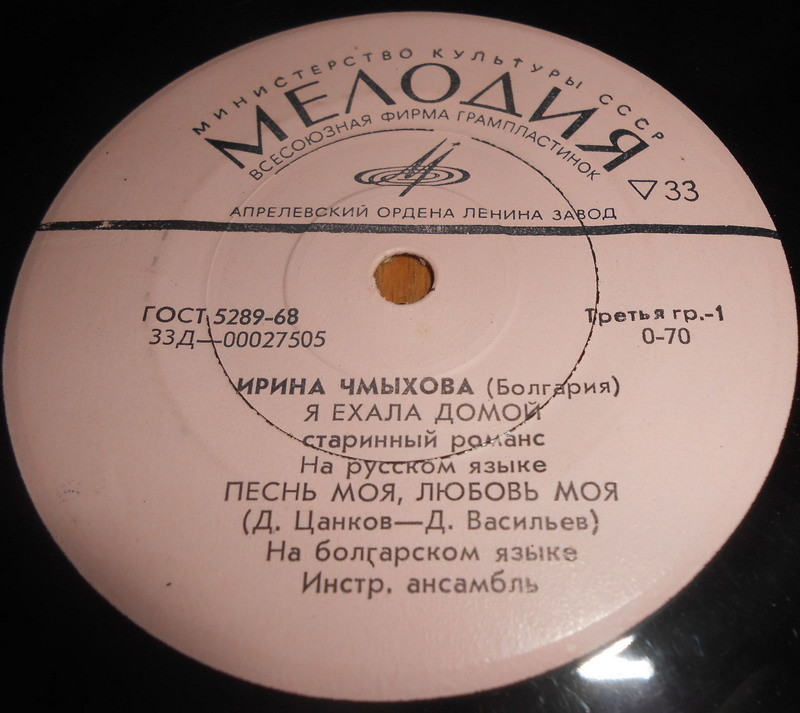 МИНИСТЕРСТВО КУЛЬТУРЫ СССР
МЕЛОДИЯ
ВСЕСОЮЗНАЯ ФИРМА ГРАМПЛАСТИНОК
▽ 33
АПРЕЛЕВСКИЙ ОРДЕНА ЛЕНИНА ЗАВОД
ГОСТ 5289-68
33Д—00027505
Третья гр.-1
0-70
ИРИНА ЧМЫХОВА (Болгария)
Я ЕХАЛА ДОМОЙ
старинный романс
На русском языке
ПЕСНЬ МОЯ, ЛЮБОВЬ МОЯ
(Д. Цанков—Д. Васильев)
На болгарском языке
Инстр. ансамбль